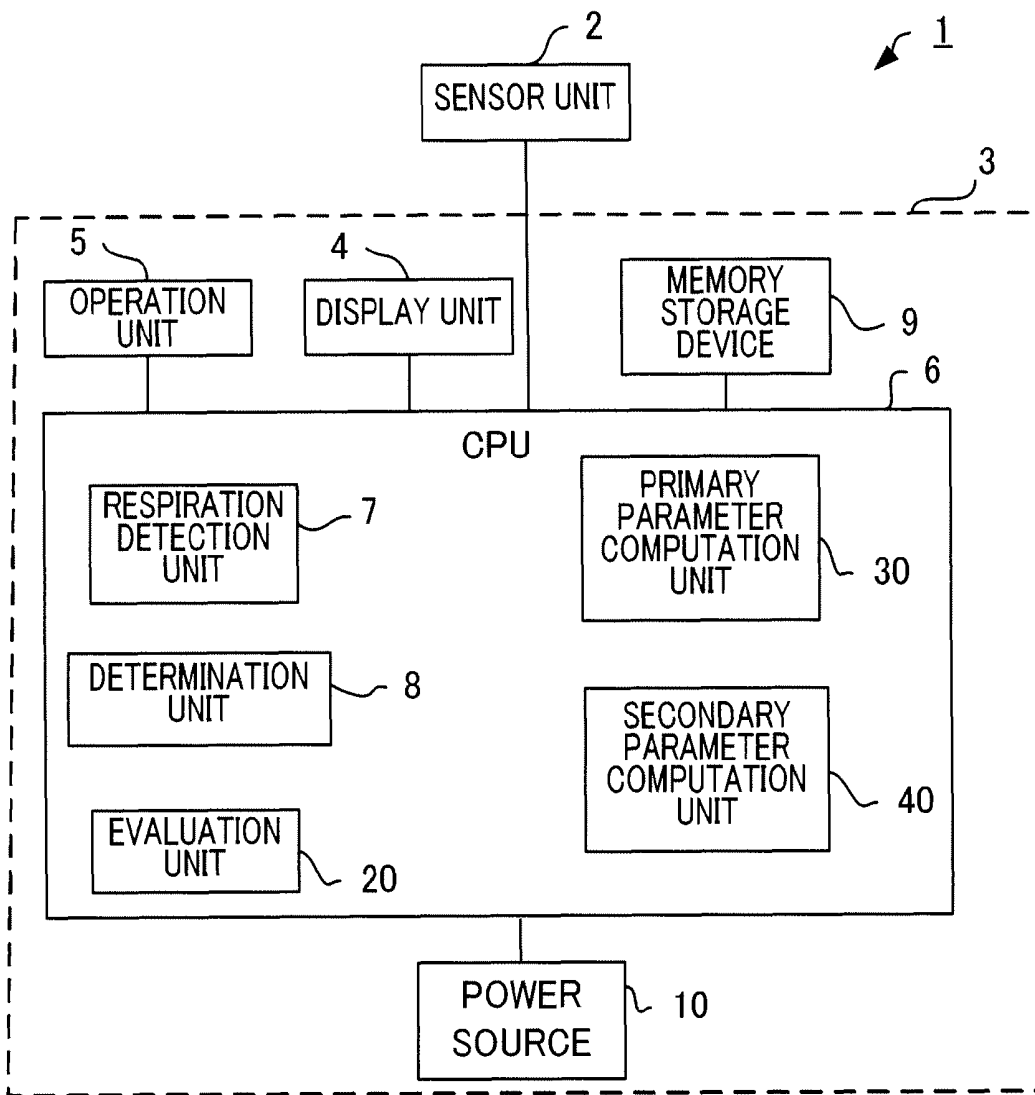 1
2
SENSOR UNIT
3
5
OPERATION
UNIT
4
DISPLAY UNIT
MEMORY
STORAGE
DEVICE
9
6
CPU
RESPIRATION
DETECTION
UNIT
7
PRIMARY
PARAMETER
COMPUTATION
UNIT
30
DETERMINATION
UNIT
8
SECONDARY
PARAMETER
COMPUTATION
UNIT
40
EVALUATION
UNIT
20
POWER
SOURCE
10